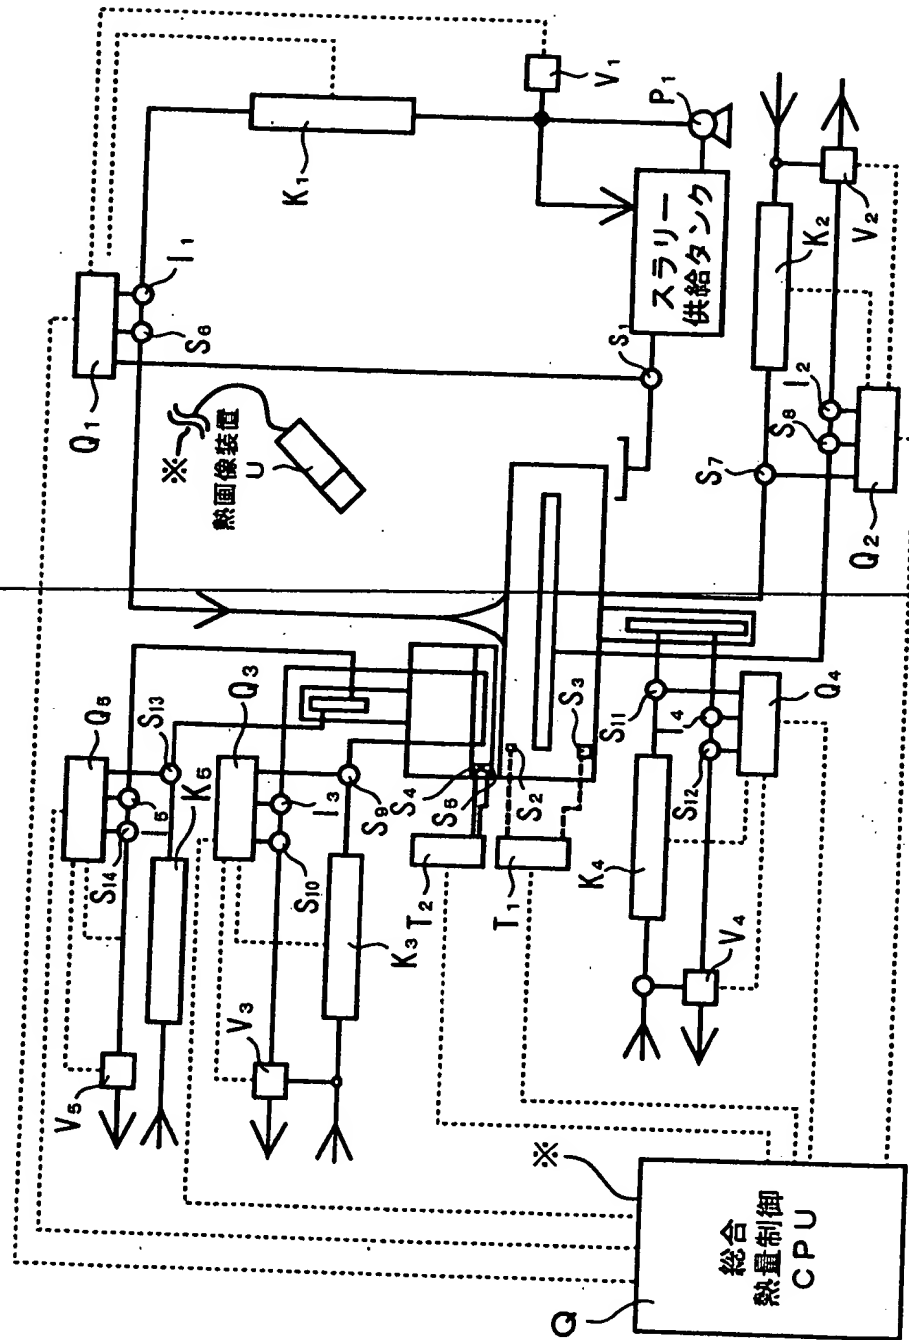 V5
Q1
Q5
S14
I5
S13
※
I1
K5
S6
熱画像装置
U
V3
Q3
K1
S10
I3
S9
K3
S4
T2
S5
T1
S2
S3
※
Q
総合
熱量制御
CPU
K4
V1
S11
I4
S12
S1
スラリー
供給タンク
P1
V4
S7
S8
I2
K2
Q4
Q2
V2